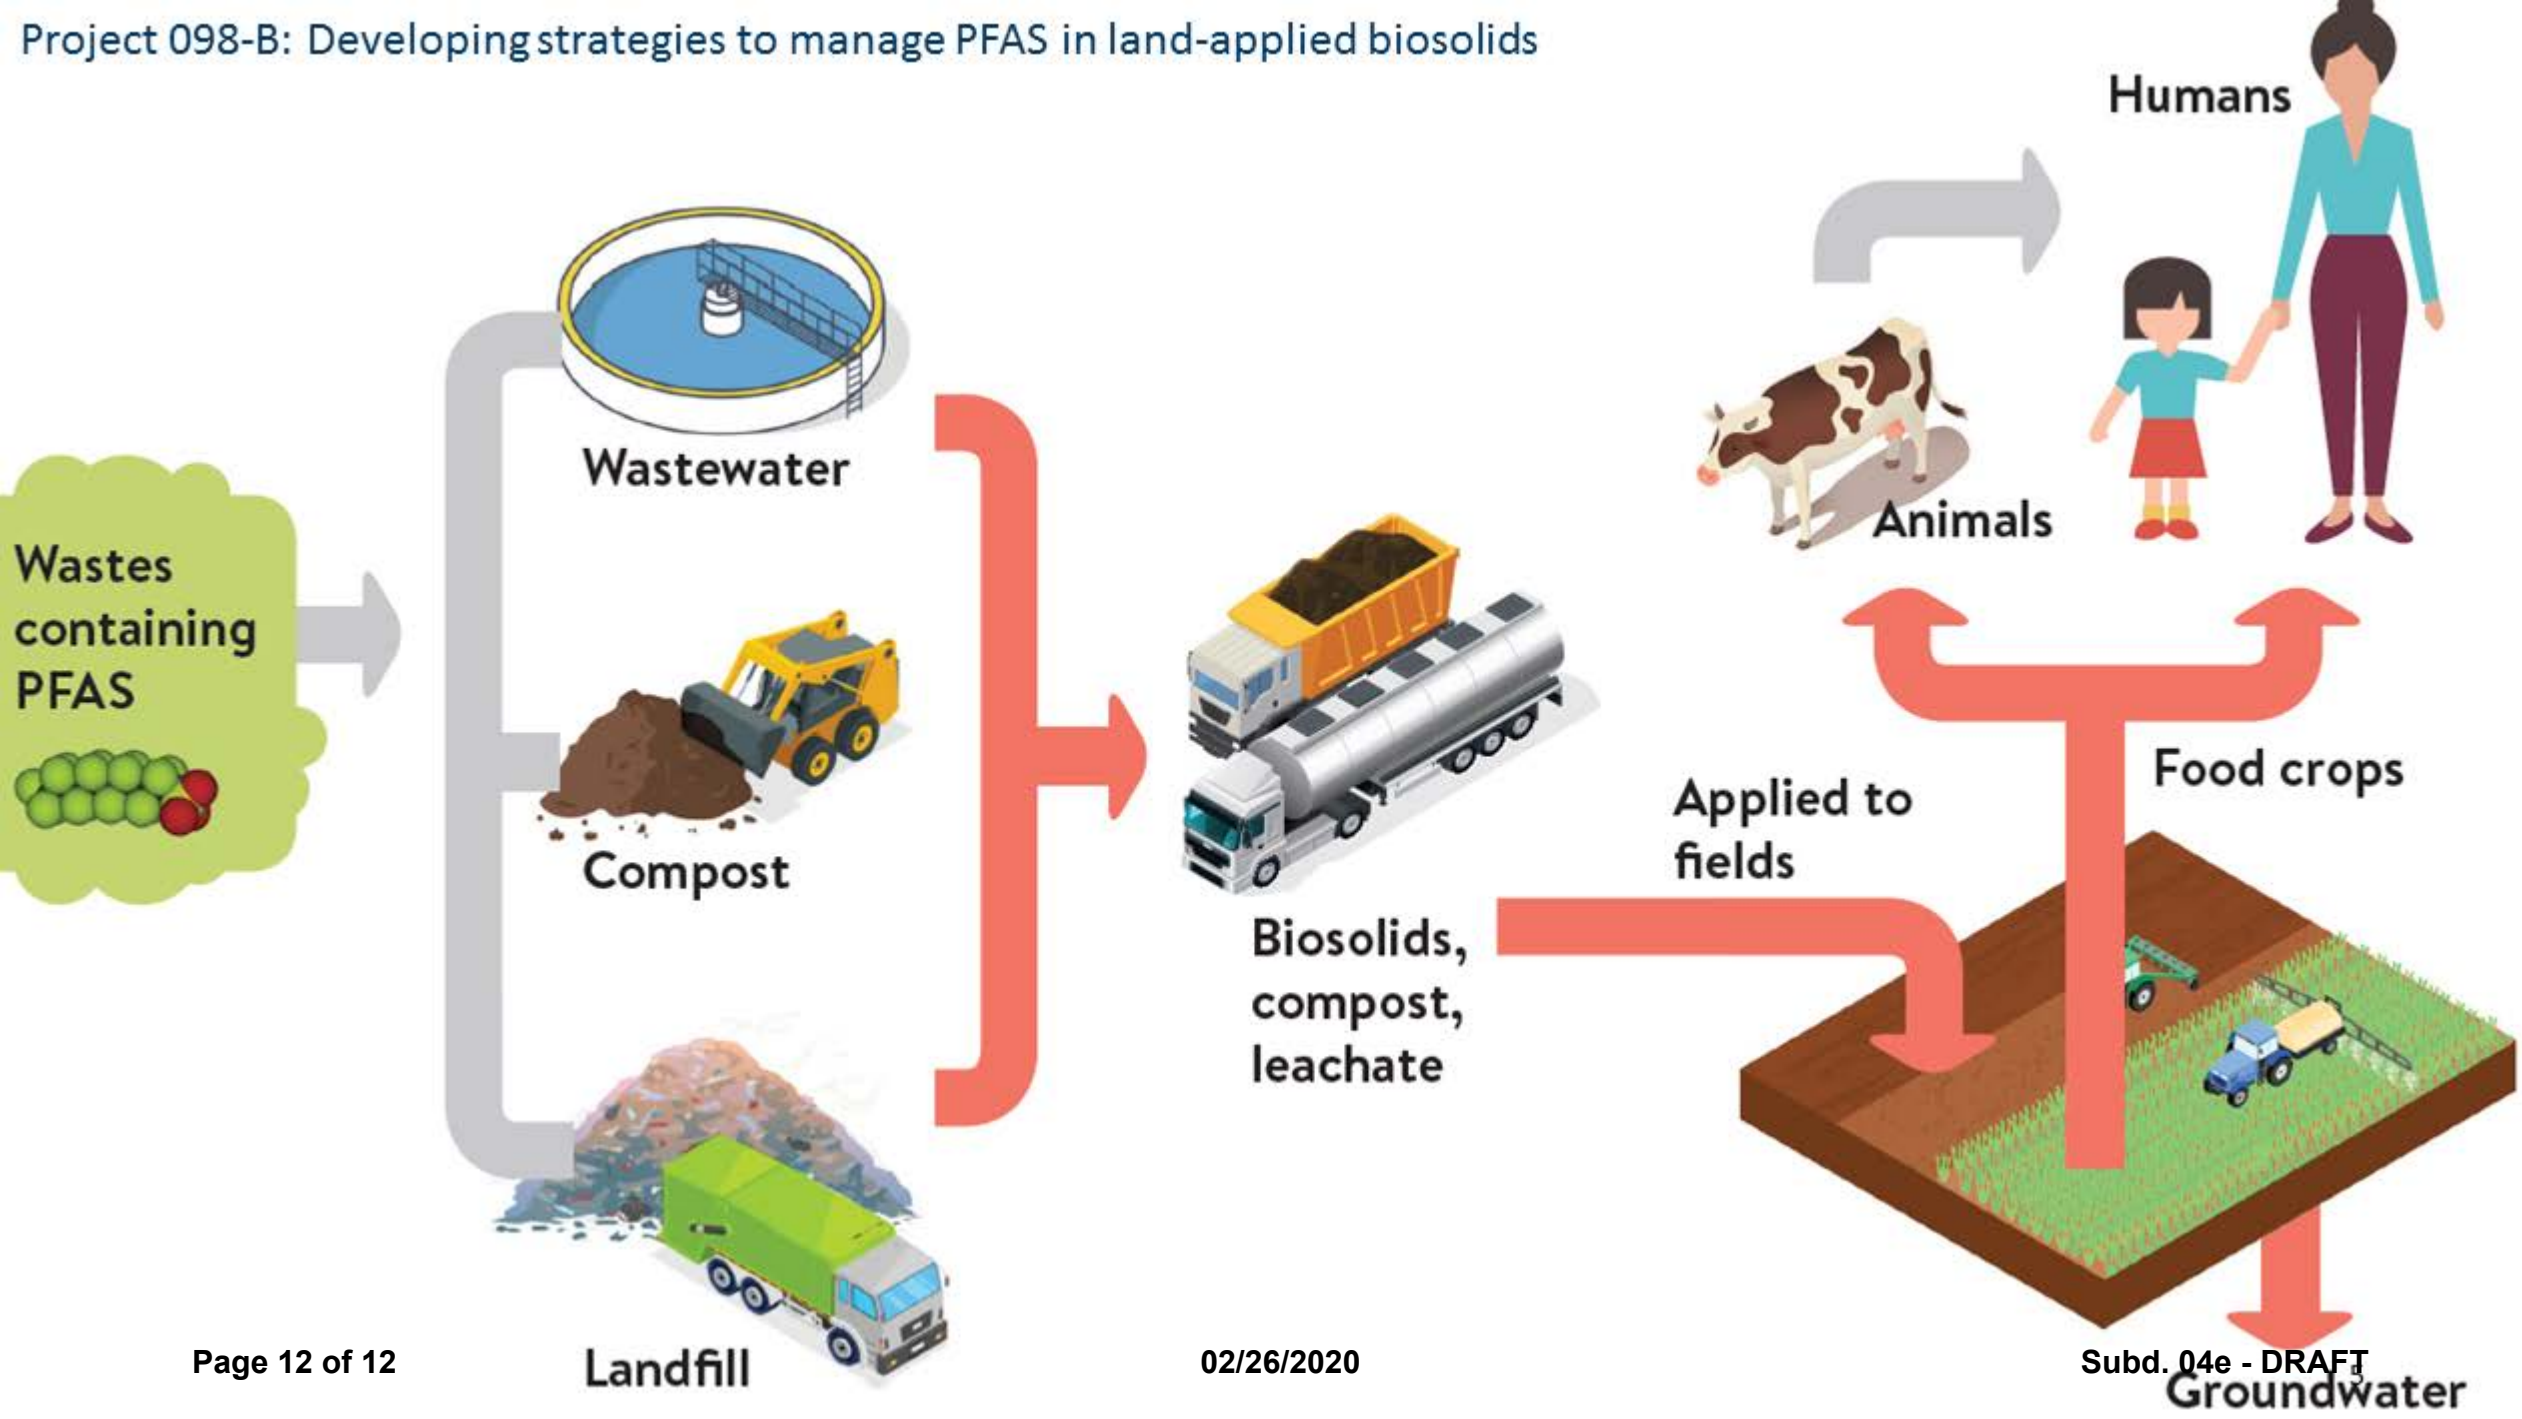 Project 098-B: Developing strategies to manage PFAS in land-applied biosolids
Humans
Wastewater
Animals
Wastes
containing
PFAS
Food crops
Applied to
fields
Compost
Biosolids,
compost,
leachate
Landfill
Page 12 of 12
02/26/2020
Subd. 04e - DRAFT
5
Groundwater